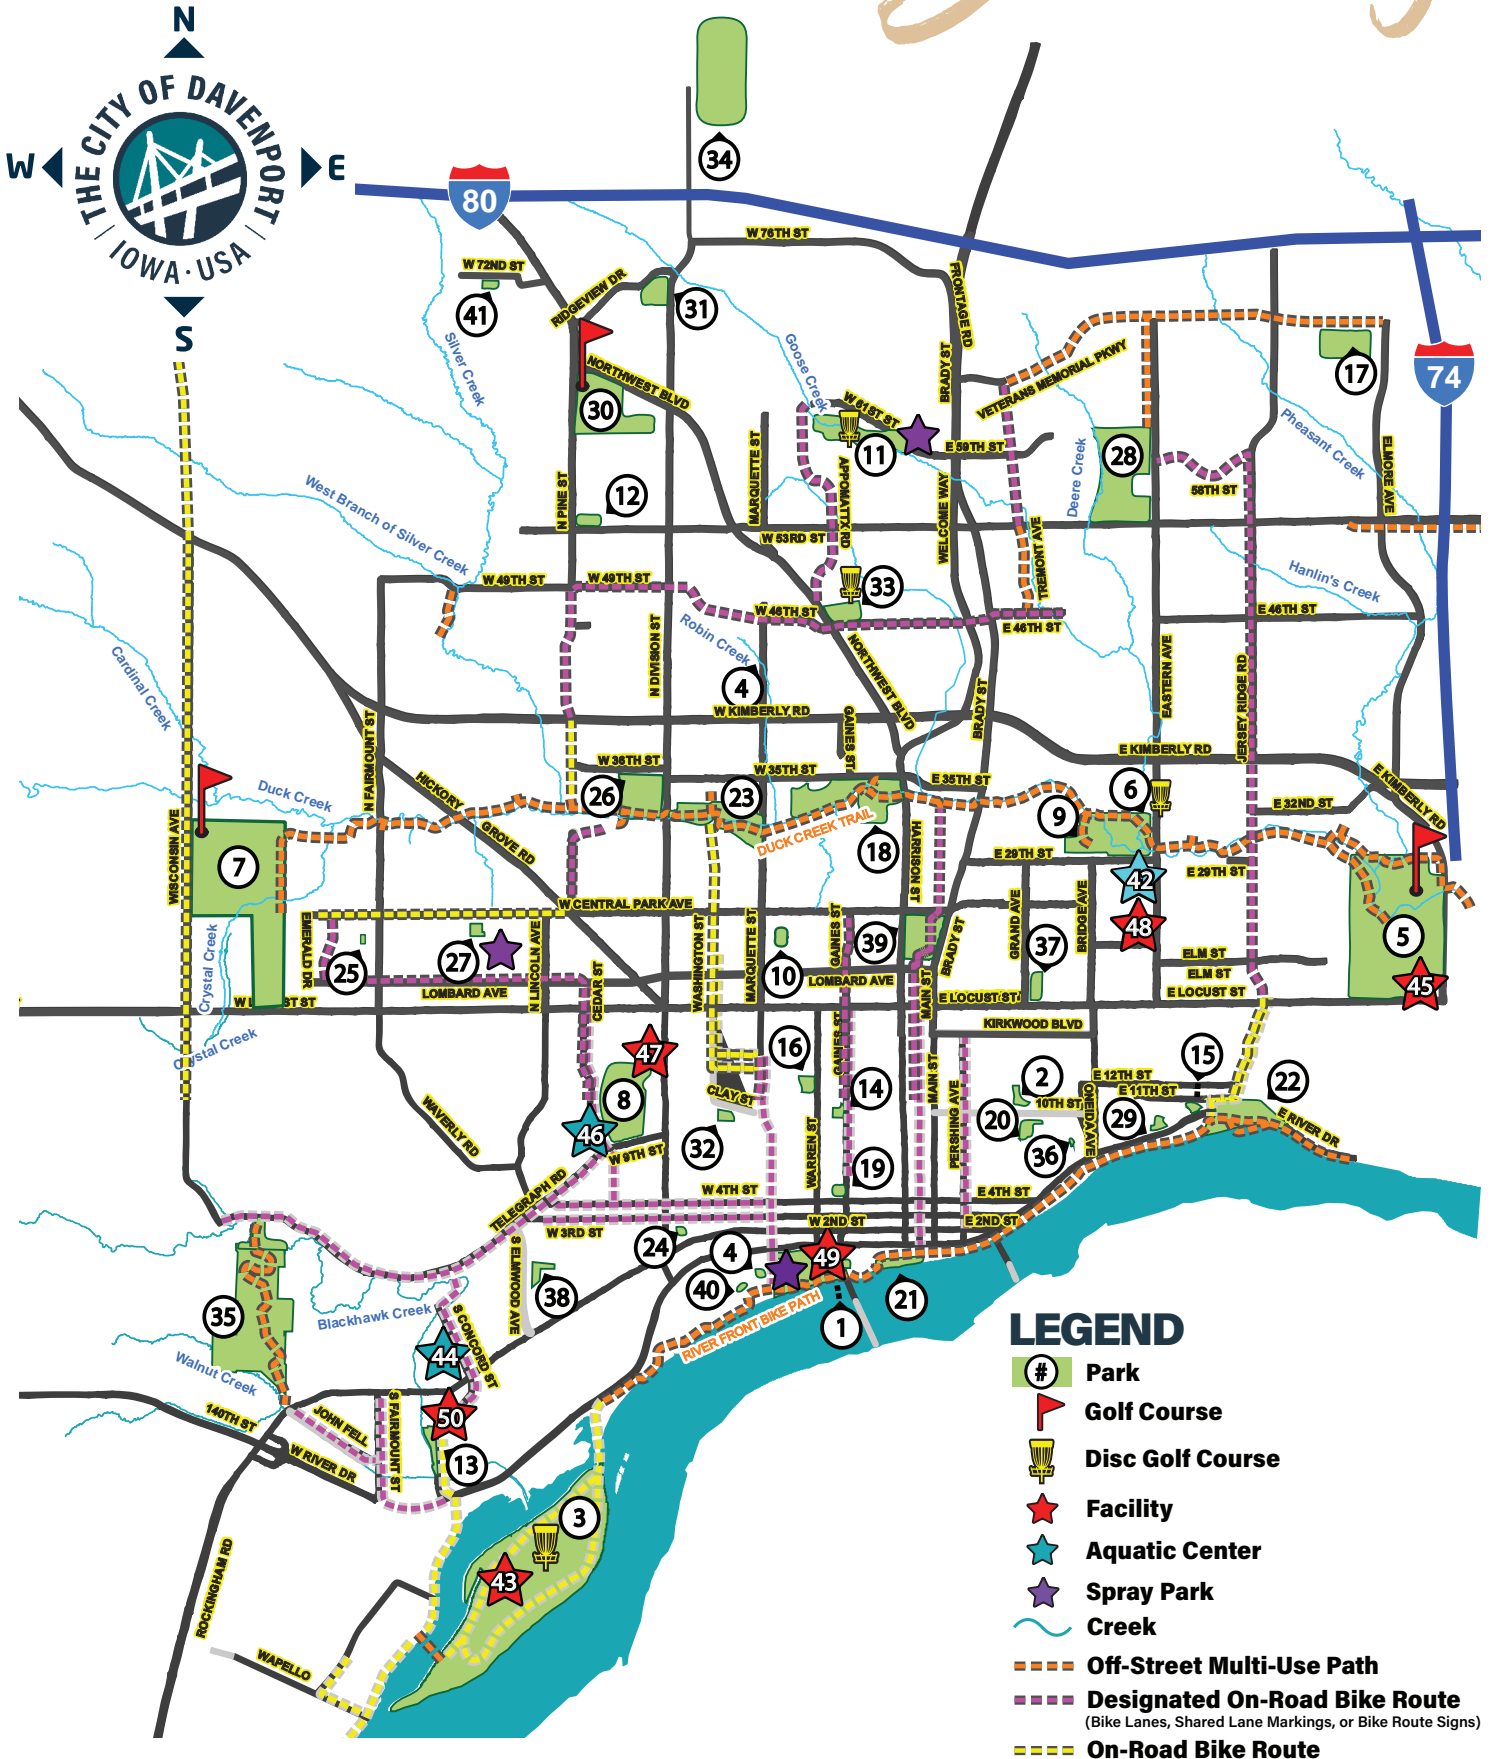 N
THE CITY OF DAVENPORT
IOWA · USA
W
E
S
34
80
W 76TH ST
W 72ND ST
RIDGEVIEW DR
41
31
FRONTAGE RD
Silver Creek
Goose Creek
BRADY ST
VETERANS MEMORIAL PKWY
17
74
NORTHWEST BLVD
30
W 61ST ST
11
E 59TH ST
28
Pheasant Creek
ELMORE AVE
MARQUETTE ST
APPOMATTX RD
Deere Creek
58TH ST
N PINE ST
12
WELCOME WAY
West Branch of Silver Creek
W 53RD ST
TREMONT AVE
Hanlin's Creek
W 49TH ST
W 49TH ST
33
W 46TH ST
E 46TH ST
E 46TH ST
Robin Creek
N DIVISION ST
Cardinal Creek
4
NORTHWEST BLVD
EASTERN AVE
JERSEY RIDGE RD
W KIMBERLY RD
GAINES ST
BRADY ST
N FAIRMOUNT ST
E KIMBERLY RD
W 36TH ST
W 35TH ST
E 35TH ST
E KIMBERLY RD
Duck Creek
HICKORY
GROVE RD
26
23
6
9
E 32ND ST
DUCK CREEK TRAIL
18
HARRISON ST
WISCONSIN AVE
7
E 29TH ST
E 29TH ST
42
W CENTRAL PARK AVE
GRAND AVE
BRIDGE AVE
48
5
EMERALD DR
25
27
N LINCOLN AVE
WASHINGTON ST
MARQUETTE ST
GAINES ST
39
BRADY ST
37
ELM ST
ELM ST
Crystal Creek
LOMBARD AVE
CEDAR ST
10
LOMBARD AVE
MAIN ST
E LOCUST ST
E LOCUST ST
45
KIRKWOOD BLVD
Crystal Creek
47
16
GAINES ST
15
WAVERLY RD
8
CLAY ST
14
MAIN ST
2
E 12TH ST
E 11TH ST
22
10TH ST
PERSHING AVE
20
ONEIDA AVE
29
E RIVER DR
46
32
WARREN ST
36
W 9TH ST
19
TELEGRAPH RD
W 4TH ST
E 4TH ST
W 3RD ST
W 2ND ST
E 2ND ST
S ELMWOOD AVE
24
4
49
40
38
21
1
RIVER FRONT BIKE PATH
35
Blackhawk Creek
S CONCORD ST
44
Walnut Creek
140TH ST
JOHN FELL
S FAIRMOUNT ST
50
W RIVER DR
13
3
43
ROCKINGHAM RD
WAPELLO
LEGEND
# Park
Golf Course
Disc Golf Course
Facility
Aquatic Center
Spray Park
Creek
Off-Street Multi-Use Path
Designated On-Road Bike Route
(Bike Lanes, Shared Lane Markings, or Bike Route Signs)
On-Road Bike Route